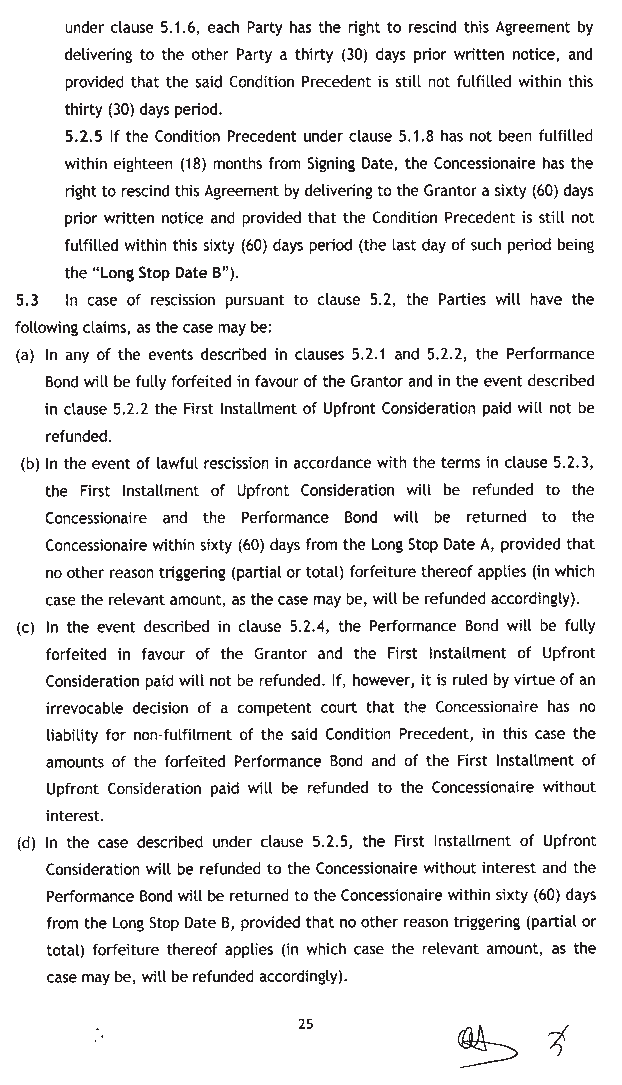 under clause 5.1.6, each Party has the right to rescind this Agreement by
delivering to the other Party a thirty (30) days prior written notice, and
provided that the said Condition Precedent is still not fulfilled within this
thirty (30) days period.
5.2.5 If the Condition Precedent under clause 5.1.8 has not been fulfilled
within eighteen (18) months from Signing Date, the Concessionaire has the
right to rescind this Agreement by delivering to the Grantor a sixty (60) days
prior written notice and provided that the Condition Precedent is still not
fulfilled within this sixty (60) days period (the last day of such period being
the “Long Stop Date B”).
5.3 In case of rescission pursuant to clause 5.2, the Parties will have the
following claims, as the case may be:
(a) In any of the events described in clauses 5.2.1 and 5.2.2, the Performance
Bond will be fully forfeited in favour of the Grantor and in the event described
in clause 5.2.2 the First Installment of Upfront Consideration paid will not be
refunded.
(b) In the event of lawful rescission in accordance with the terms in clause 5.2.3,
the First Installment of Upfront Consideration will be refunded to the
Concessionaire and the Performance Bond will be returned to the
Concessionaire within sixty (60) days from the Long Stop Date A, provided that
no other reason triggering (partial or total) forfeiture thereof applies (in which
case the relevant amount, as the case may be, will be refunded accordingly).
(c) In the event described in clause 5.2.4, the Performance Bond will be fully
forfeited in favour of the Grantor and the First Installment of Upfront
Consideration paid will not be refunded. If, however, it is ruled by virtue of an
irrevocable decision of a competent court that the Concessionaire has no
liability for non-fulfilment of the said Condition Precedent, in this case the
amounts of the forfeited Performance Bond and of the First Installment of
Upfront Consideration paid will be refunded to the Concessionaire without
interest.
(d) In the case described under clause 5.2.5, the First Installment of Upfront
Consideration will be refunded to the Concessionaire without interest and the
Performance Bond will be returned to the Concessionaire within sixty (60) days
from the Long Stop Date B, provided that no other reason triggering (partial or
total) forfeiture thereof applies (in which case the relevant amount, as the
case may be, will be refunded accordingly).
25